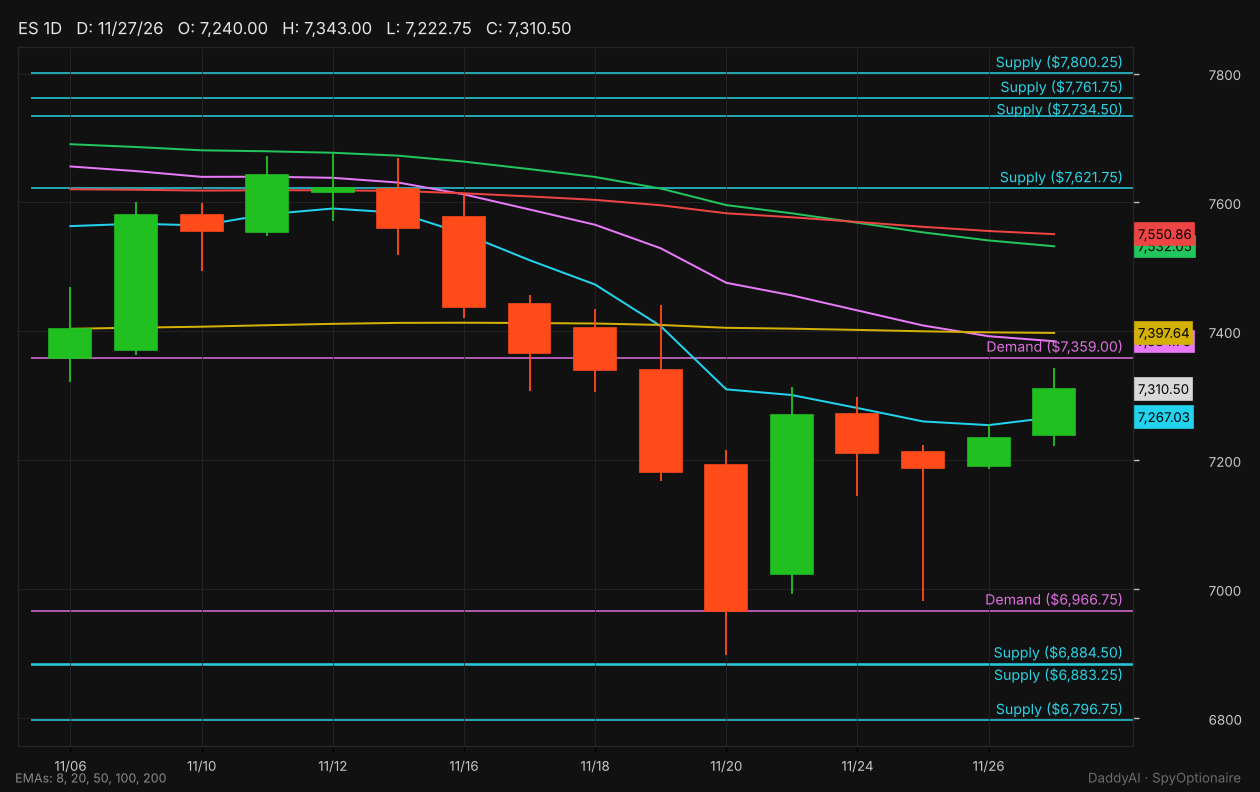 ES 1D D: 11/27/26 O: 7,240.00 H: 7,343.00 L: 7,222.75 C: 7,310.50
Supply ($7,800.25)
7800
Supply ($7,761.75)
Supply ($7,734.50)
Supply ($7,621.75)
7600
7,550.86
7,532.05
7400
7,397.64
Demand ($7,359.00)
7,310.50
7,267.03
7200
7000
Demand ($6,966.75)
Supply ($6,884.50)
Supply ($6,883.25)
Supply ($6,796.75)
6800
11/06 11/10 11/12 11/16 11/18 11/20 11/24 11/26
EMAs: 8, 20, 50, 100, 200
DaddyAI · SpyOptionaire